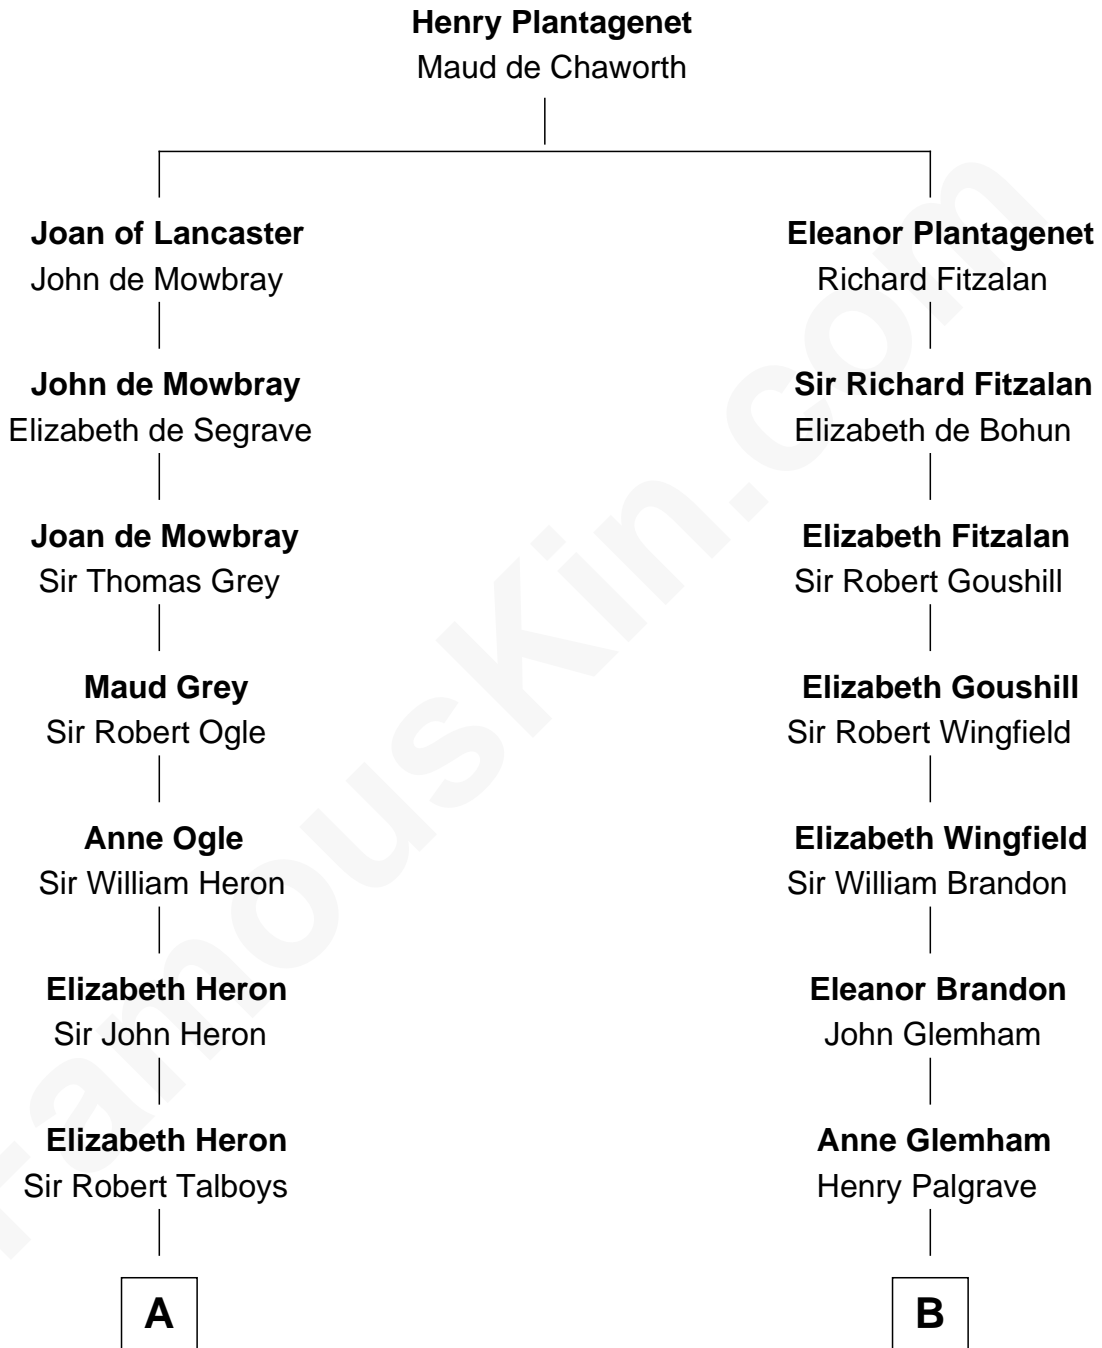 Henry Plantagenet
Maud de Chaworth
Joan of Lancaster
John de Mowbray
Eleanor Plantagenet
Richard Fitzalan
John de Mowbray
Elizabeth de Segrave
Sir Richard Fitzalan
Elizabeth de Bohun
Joan de Mowbray
Sir Thomas Grey
Elizabeth Fitzalan
Sir Robert Goushill
Maud Grey
Sir Robert Ogle
Elizabeth Goushill
Sir Robert Wingfield
Anne Ogle
Sir William Heron
Elizabeth Wingfield
Sir William Brandon
Elizabeth Heron
Sir John Heron
Eleanor Brandon
John Glemham
Elizabeth Heron
Sir Robert Talboys
Anne Glemham
Henry Palgrave
A
B
FamousKin.com